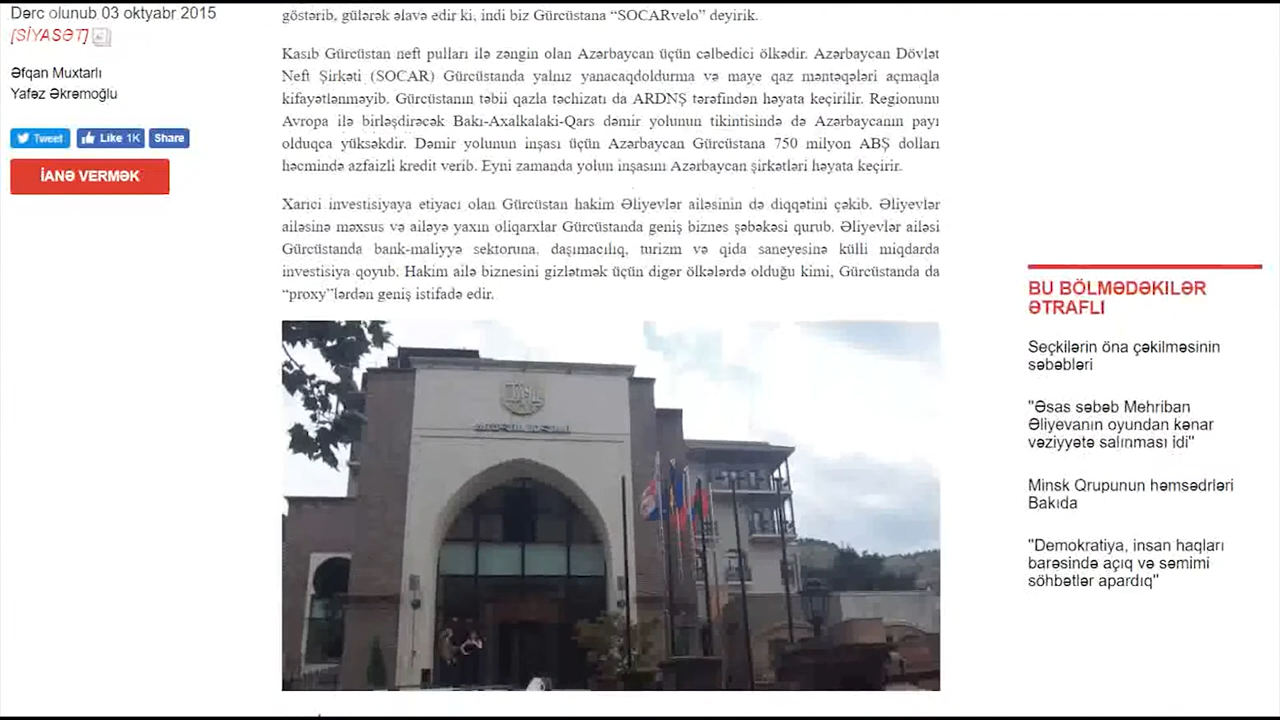 Dərc olunub 03 oktyabr 2015
[SİYASƏT]
Əfqan Muxtarlı
Yafəz Əkrəmoğlu
Tweet
Like 1K
Share
İANƏ VERMƏK
göstərib, gülərək əlavə edir ki, indi biz Gürcüstana “SOCARvelo” deyirik.
Kasıb Gürcüstan neft pulları ilə zəngin olan Azərbaycan üçün cəlbedici ölkədir. Azərbaycan Dövlət
Neft Şirkəti (SOCAR) Gürcüstanda yalnız yanacaqdoldurma və maye qaz məntəqələri açmaqla
kifayətlənməyib. Gürcüstanın təbii qazla təchizatı da ARDNŞ tərəfindən həyata keçirilir. Regionunu
Avropa ilə birləşdirəcək Bakı-Axalkalaki-Qars dəmir yolunun tikintisində də Azərbaycanın payı
olduqca yüksəkdir. Dəmir yolunun inşası üçün Azərbaycan Gürcüstana 750 milyon ABŞ dolları
həcmində azfaizli kredit verib. Eyni zamanda yolun inşasını Azərbaycan şirkətləri həyata keçirir.
Xarici investisiyaya etiyacı olan Gürcüstan hakim Əliyevlər ailəsinin də diqqətini çəkib. Əliyevlər
ailəsinə məxsus və ailəyə yaxın oliqarxlar Gürcüstanda geniş biznes şəbəkəsi qurub. Əliyevlər ailəsi
Gürcüstanda bank-maliyyə sektoruna, daşımacılıq, turizm və qida saneyesinə külli miqdarda
investisiya qoyub. Hakim ailə biznesini gizlətmək üçün digər ölkələrdə olduğu kimi, Gürcüstanda da
“proxy”lərdən geniş istifadə edir.
BU BÖLMƏDƏKILƏR
ƏTRAFLI
Seçkilərin öna çəkilməsinin
səbəbləri
"Əsas səbəb Mehriban
Əliyevanın oyundan kənar
vəziyyətə salınması idi"
Minsk Qrupunun həmsədrləri
Bakıda
"Demokratiya, insan haqları
barəsində açıq və səmimi
söhbətlər apardıq"